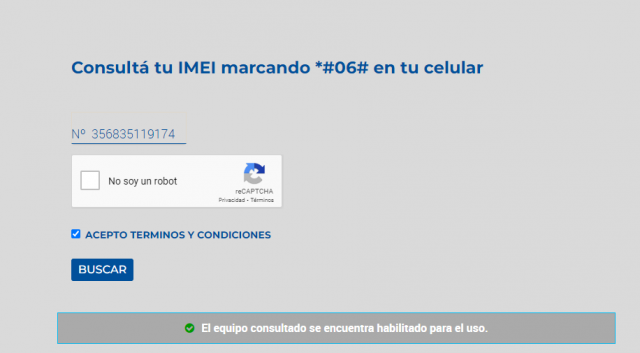 Consultá tu IMEI marcando *#06# en tu celular
Nº 356835119174
No soy un robot
reCAPTCHA
Privacidad - Términos
ACEPTO TERMINOS Y CONDICIONES
BUSCAR
El equipo consultado se encuentra habilitado para el uso.